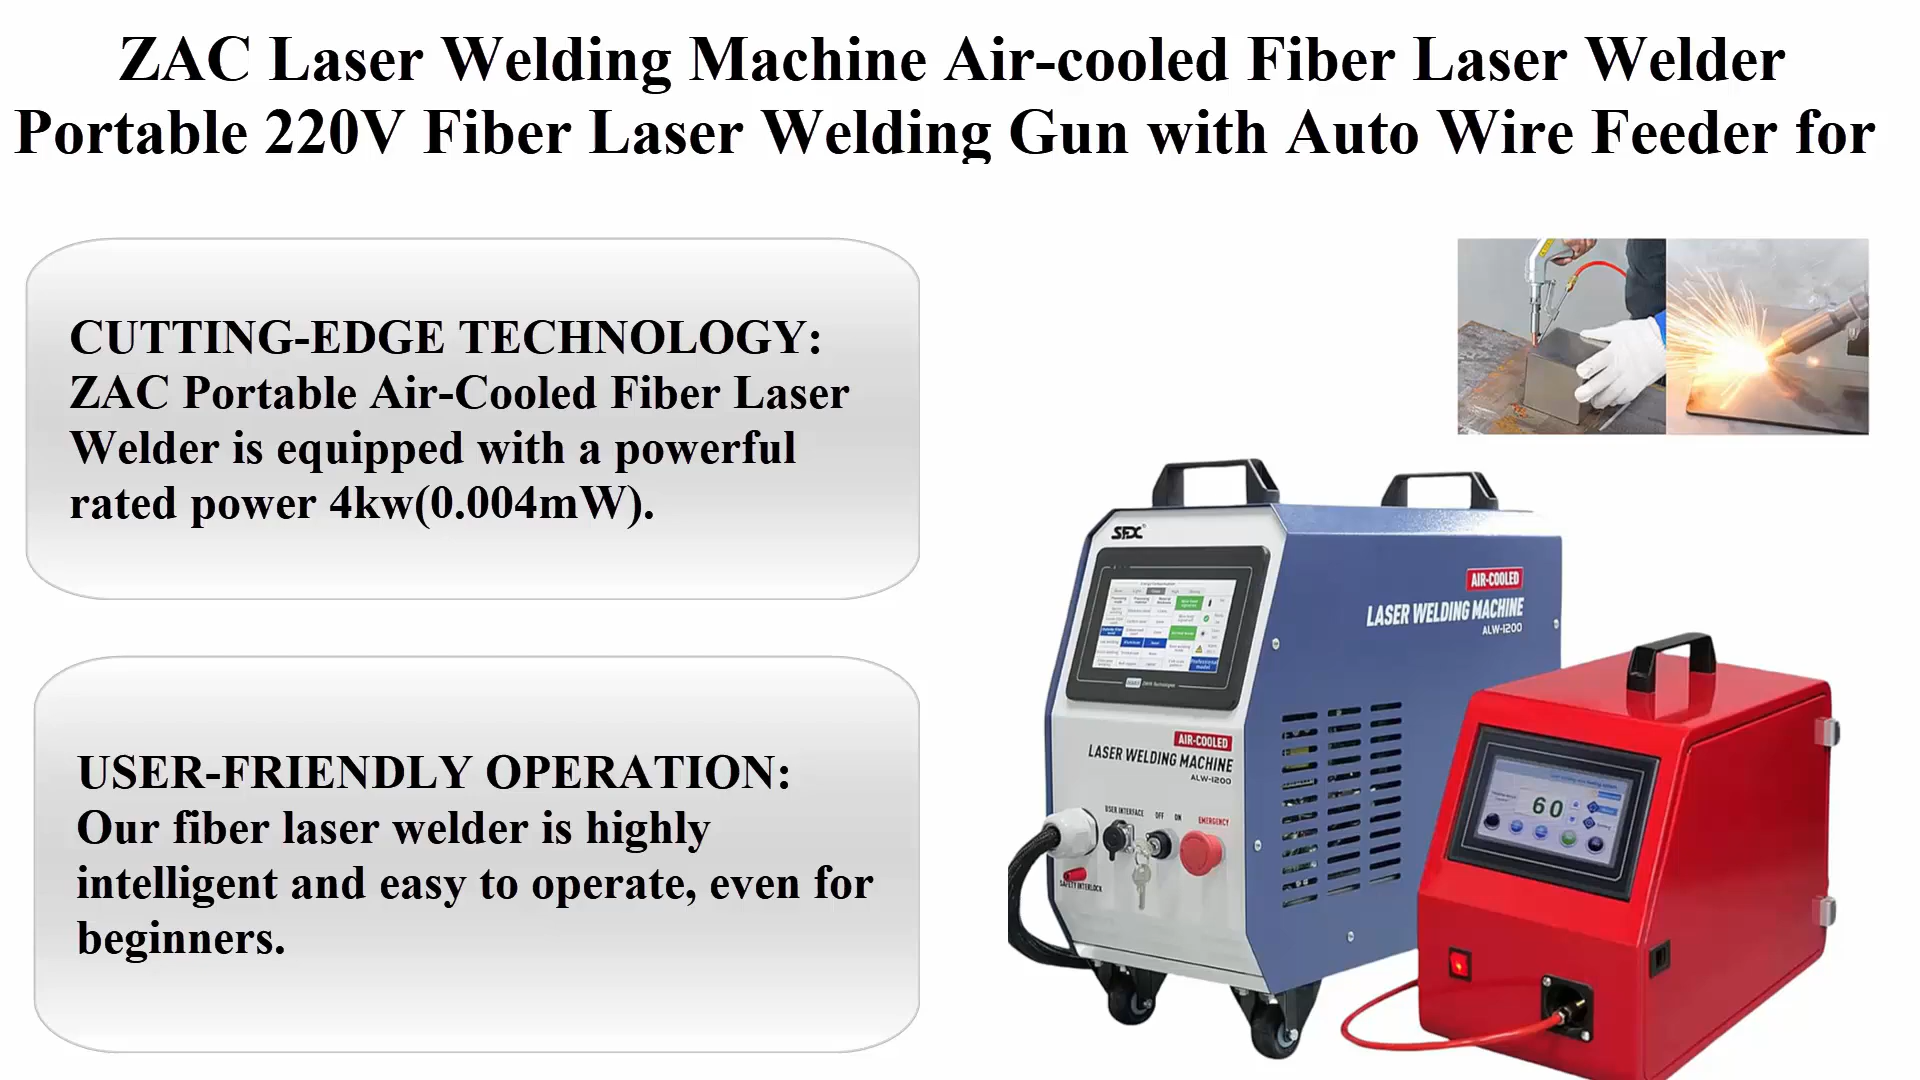 ZAC Laser Welding Machine Air-cooled Fiber Laser Welder
Portable 220V Fiber Laser Welding Gun with Auto Wire Feeder for
CUTTING-EDGE TECHNOLOGY:
ZAC Portable Air-Cooled Fiber Laser
Welder is equipped with a powerful
rated power 4kw(0.004mW).
USER-FRIENDLY OPERATION:
Our fiber laser welder is highly
intelligent and easy to operate, even for
beginners.
SFX
AIR-COOLED
LASER WELDING MACHINE
ALW-1200
AIR-COOLED
LASER WELDING MACHINE
ALW-1200
USER INTERFACE
OFF ON
EMERGENCY
SAFETY INTERLOCK
60